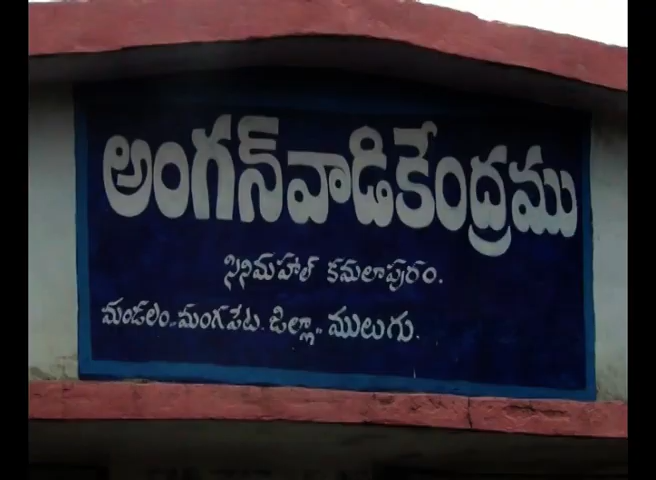 అంగన్‌వాడికేంద్రము
సినిమహాల్ కమలాపురం.
మండలం..మంగపేట. జిల్లా.. ములుగు.